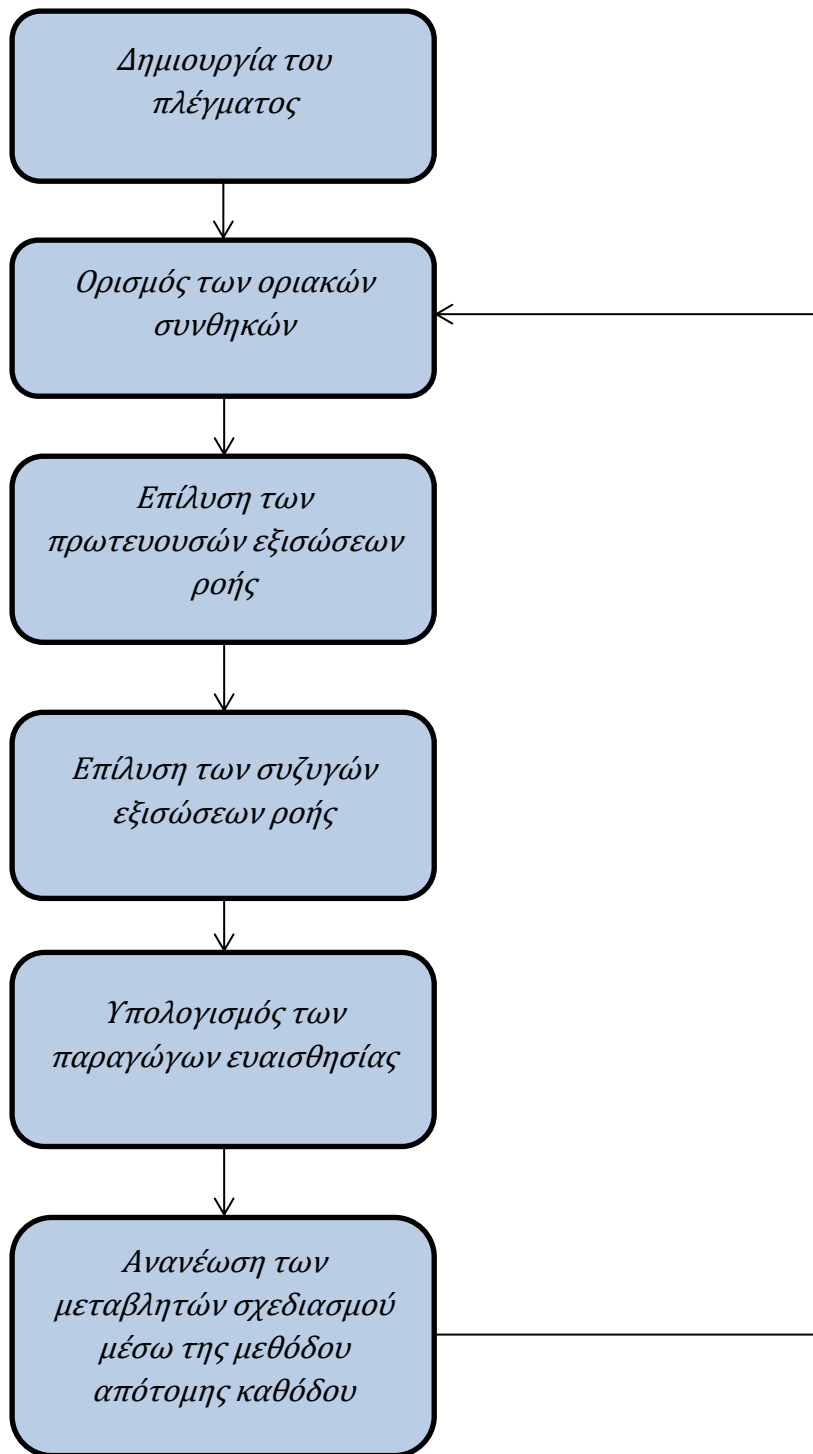 Δημιουργία του
πλέγματος
Ορισμός των οριακών
συνθηκών
Επίλυση των
πρωτευουσών εξισώσεων
ροής
Επίλυση των συζυγών
εξισώσεων ροής
Υπολογισμός των
παραγώγων ευαισθησίας
Ανανέωση των
μεταβλητών σχεδιασμού
μέσω της μεθόδου
απότομης καθόδου